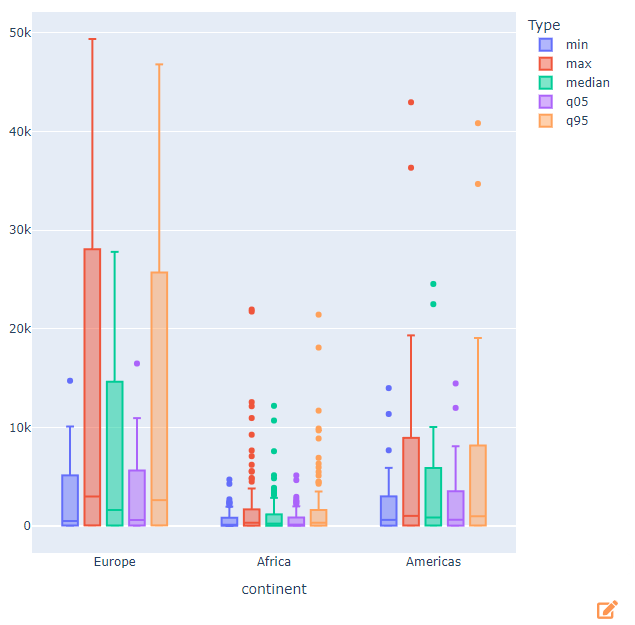 Type
min
max
median
q05
q95
50k
40k
30k
20k
10k
0
Europe Africa Americas
continent